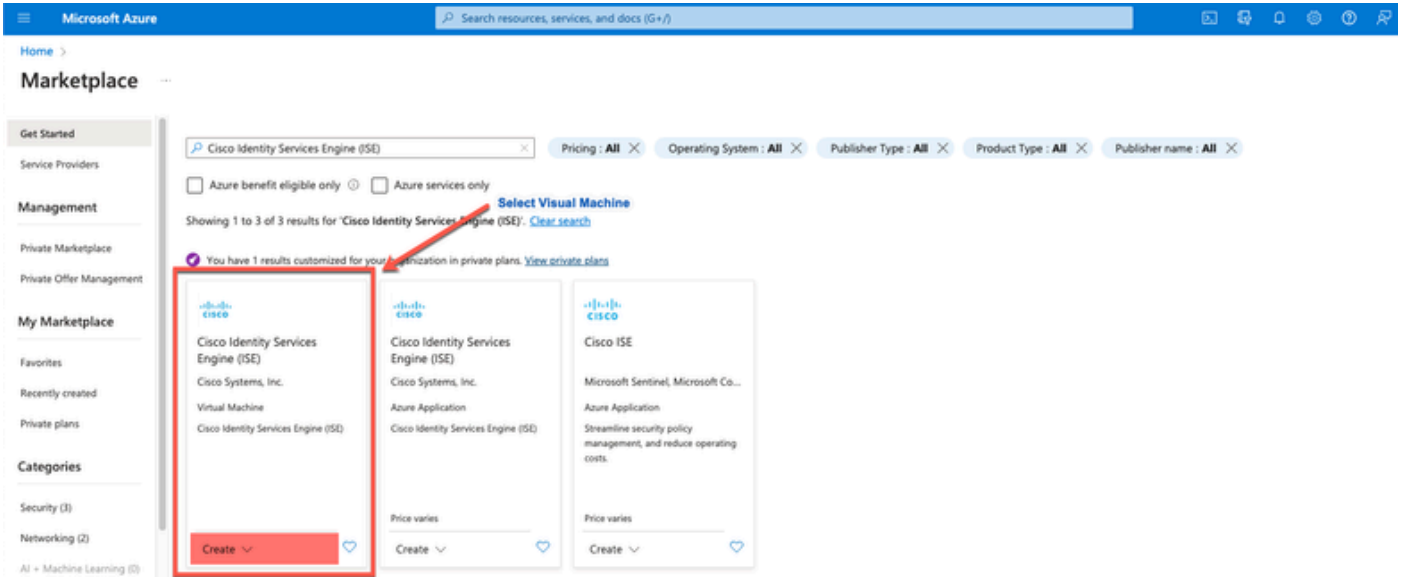 Microsoft Azure
Search resources, services, and docs (G+/)
Home >
Marketplace
Get Started
Service Providers
Management
Private Marketplace
Private Offer Management
My Marketplace
Favorites
Recently created
Private plans
Categories
Security (3)
Networking (2)
AI + Machine Learning (0)
Cisco Identity Services Engine (ISE)
Pricing : All
Operating System : All
Publisher Type : All
Product Type : All
Publisher name : All
Azure benefit eligible only
Azure services only
Select Visual Machine
Showing 1 to 3 of 3 results for 'Cisco Identity Services Engine (ISE)'. Clear search
You have 1 results customized for your organization in private plans. View private plans
CISCO
Cisco Identity Services
Engine (ISE)
Cisco Systems, Inc.
Virtual Machine
Cisco Identity Services Engine (ISE)
Create
CISCO
Cisco Identity Services
Engine (ISE)
Cisco Systems, Inc.
Azure Application
Cisco Identity Services Engine (ISE)
Price varies
Create
CISCO
Cisco ISE
Microsoft Sentinel, Microsoft Co...
Azure Application
Streamline security policy
management, and reduce operating
costs.
Price varies
Create